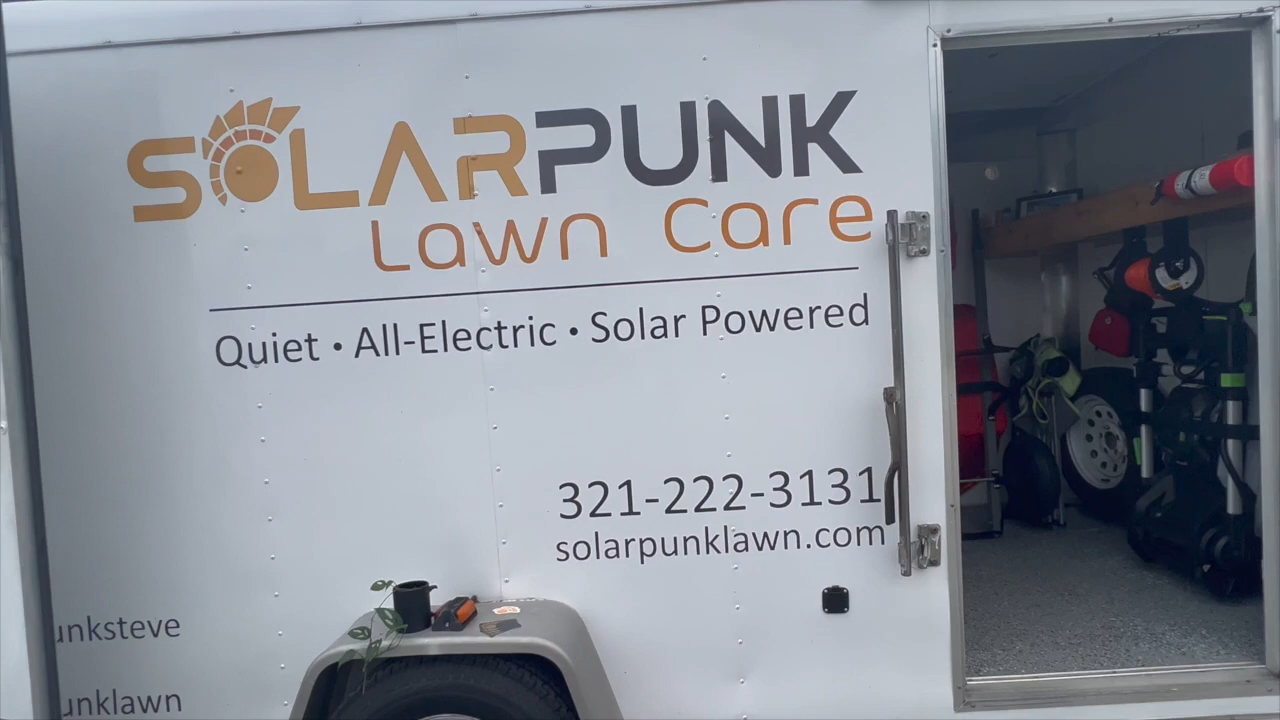 SOLARPUNK
Lawn Care
Quiet • All-Electric • Solar Powered
321-222-3131
solarpunklawn.com
unksteve
unklawn